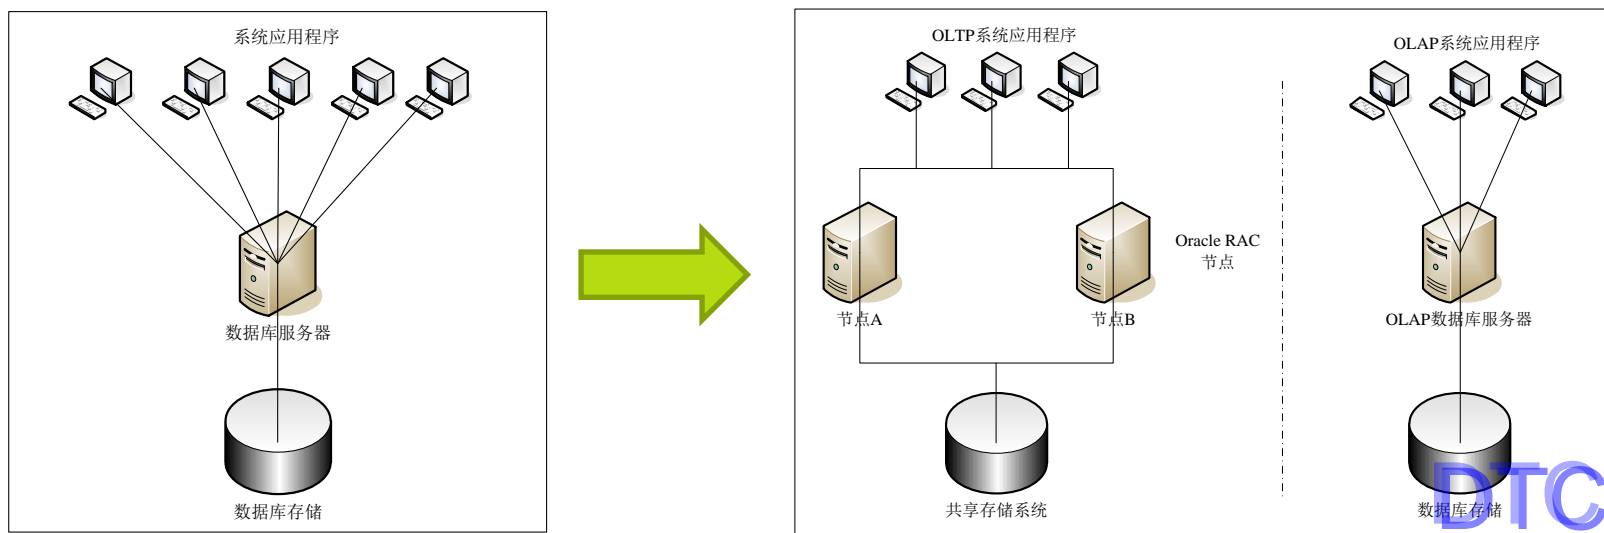 系统应用程序
数据库服务器
数据库存储
OLTP系统应用程序
OLAP系统应用程序
Oracle RAC
节点
节点A
节点B
OLAP数据库服务器
共享存储系统
数据库存储
DTC